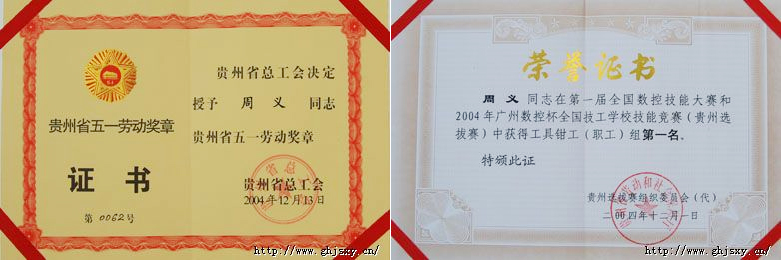 贵州省五一劳动奖章
证书
第0062号
贵州省总工会决定
授予 周义 同志
贵州省五一劳动奖章
贵州省总工会
2004年12月13日
http://www.ghjsxy.cn/
荣誉证书
周义同志在第一届全国数控技能大赛和
2004年广州数控杯全国技工学校技能竞赛（贵州选
拔赛）中获得工具钳工（职工）组第一名。
特颁此证
贵州选拔赛组织委员会（代）
二00四年十二月一日
http://www.ghjsxy.cn/